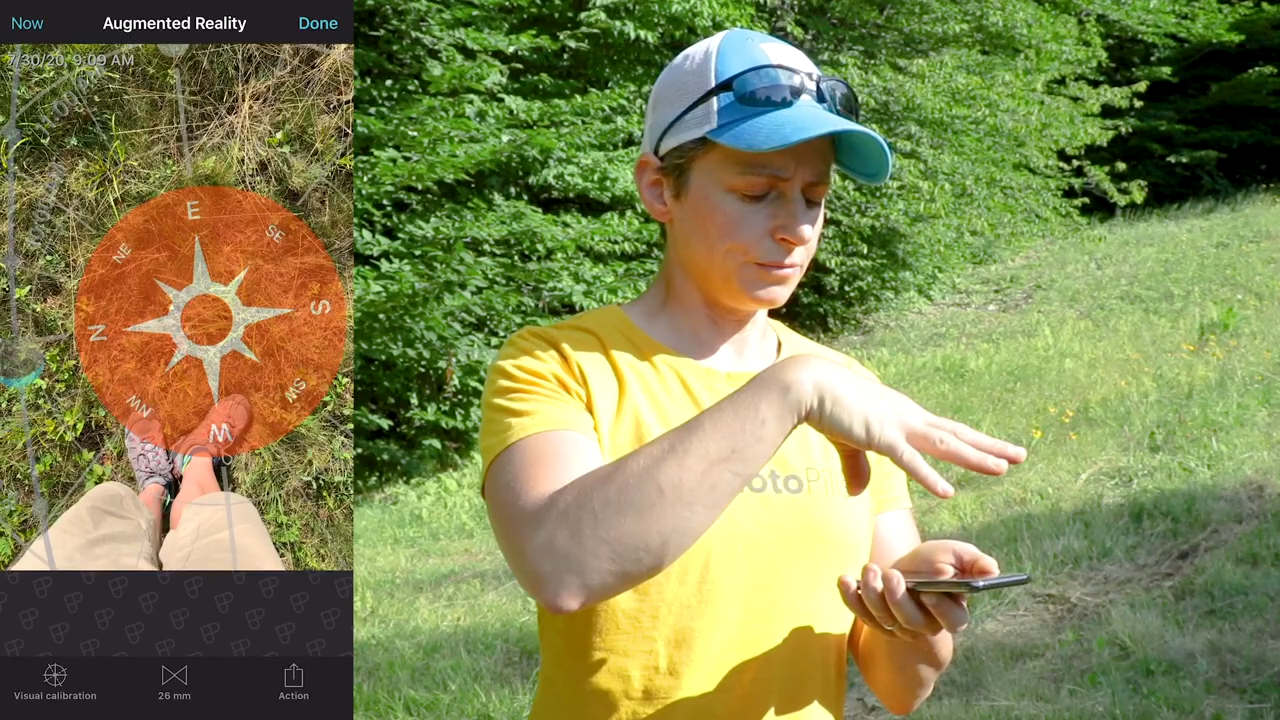 Now Augmented Reality Done
7/30/20, 9:09 AM
E
NE
SE
N
S
NW
SW
W
Visual calibration
26 mm
Action